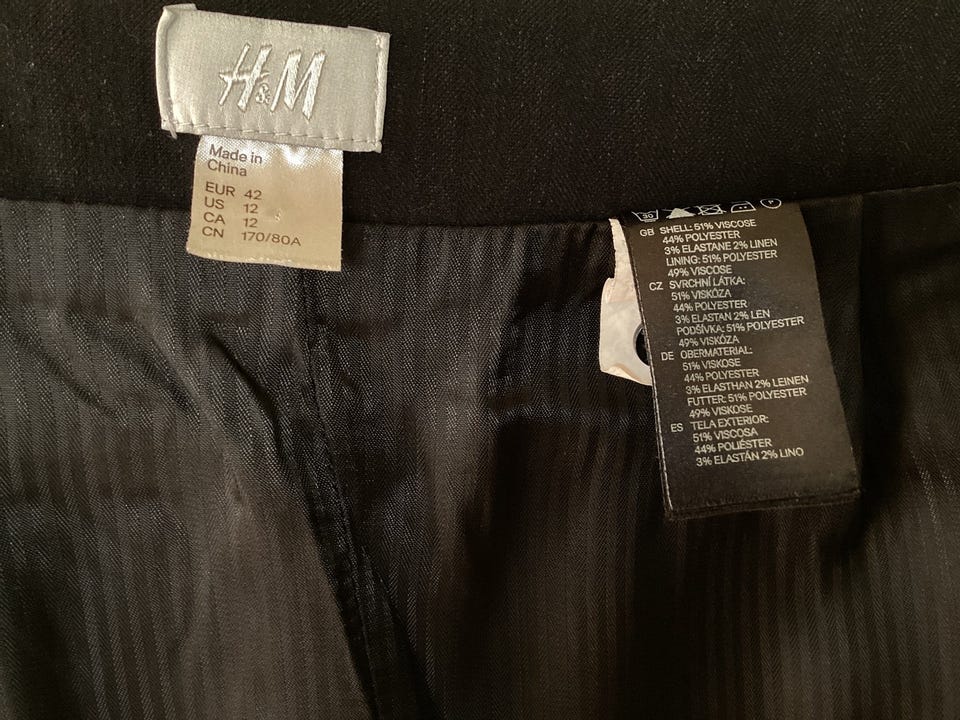 H&M
Made in
China
EUR 42
US 12
CA 12
CN 170/80A
30
P
GB SHELL: 51% VISCOSE
44% POLYESTER
3% ELASTANE 2% LINEN
LINING: 51% POLYESTER
49% VISCOSE
CZ SVRCHNÍ LÁTKA:
51% VISKÓZA
44% POLYESTER
3% ELASTAN 2% LEN
PODŠÍVKA: 51% POLYESTER
49% VISKÓZA
DE OBERMATERIAL:
51% VISKOSE
44% POLYESTER
3% ELASTHAN 2% LEINEN
FUTTER: 51% POLYESTER
49% VISKOSE
ES TELA EXTERIOR:
51% VISCOSA
44% POLIÉSTER
3% ELASTÁN 2% LINO